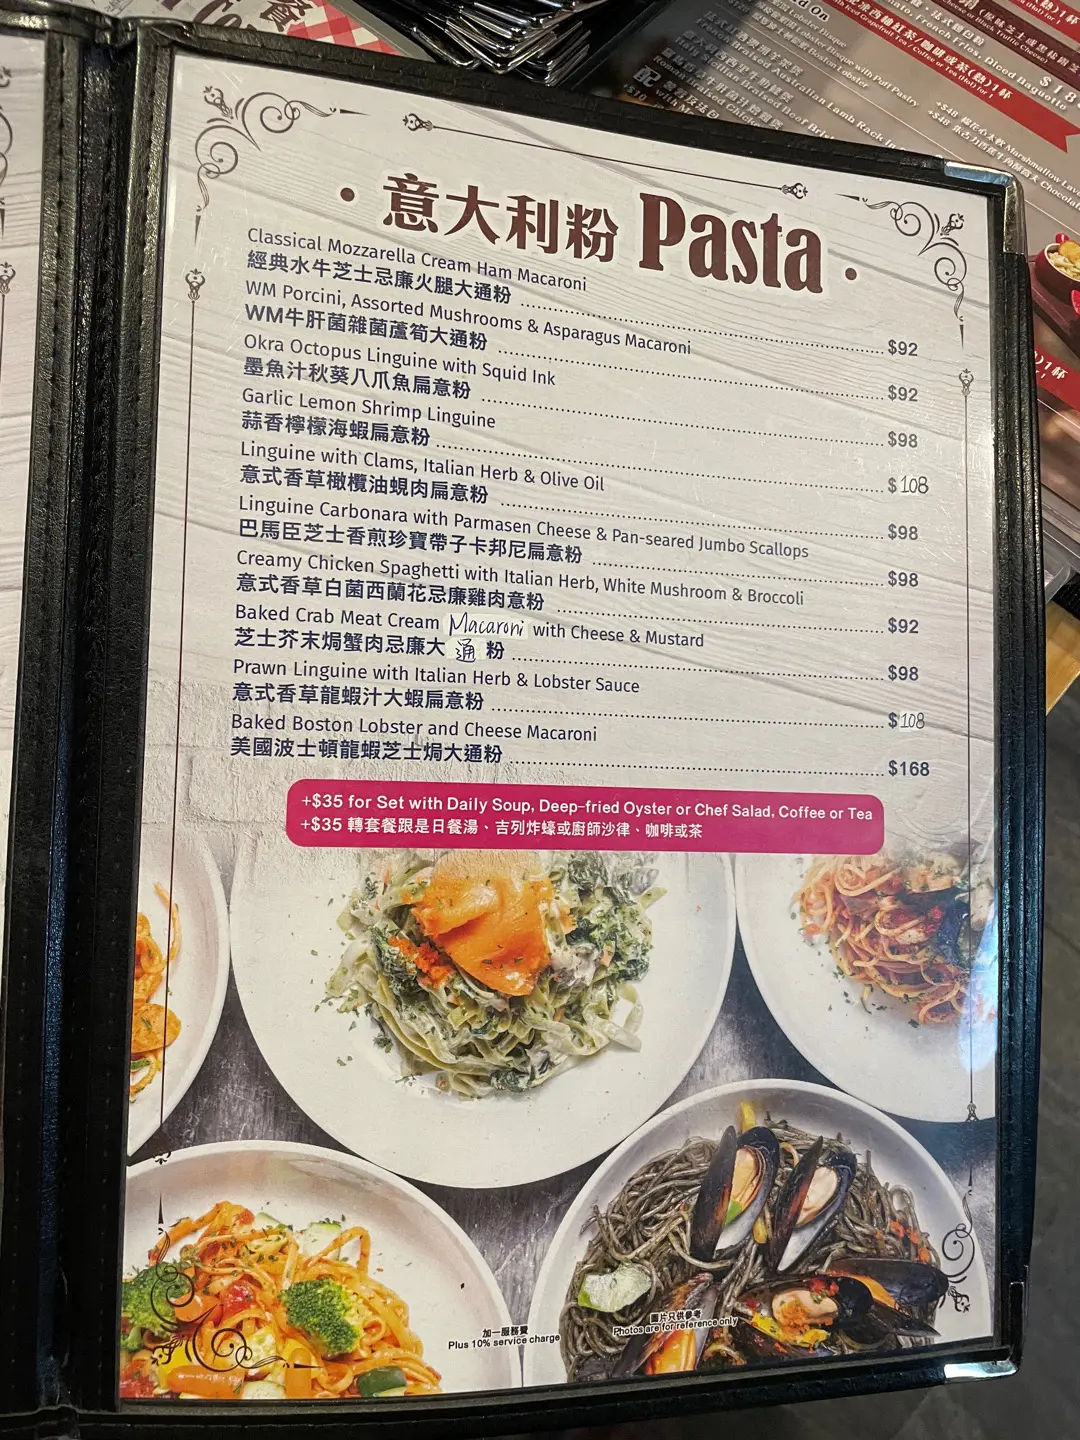 · 意大利粉 Pasta ·
Classical Mozzarella Cream Ham Macaroni
經典水牛芝士忌廉火腿大通粉 $92
WM Porcini, Assorted Mushrooms & Asparagus Macaroni
WM牛肝菌雜菌蘆筍大通粉 $92
Okra Octopus Linguine with Squid Ink
墨魚汁秋葵八爪魚扁意粉 $98
Garlic Lemon Shrimp Linguine
蒜香檸檬海蝦扁意粉 $108
Linguine with Clams, Italian Herb & Olive Oil
意式香草橄欖油蜆肉扁意粉 $98
Linguine Carbonara with Parmasen Cheese & Pan-seared Jumbo Scallops
巴馬臣芝士香煎珍寶帶子卡邦尼扁意粉 $98
Creamy Chicken Spaghetti with Italian Herb, White Mushroom & Broccoli
意式香草白菌西蘭花忌廉雞肉意粉 $92
Baked Crab Meat Cream Macaroni with Cheese & Mustard
芝士芥末焗蟹肉忌廉大通粉 $98
Prawn Linguine with Italian Herb & Lobster Sauce
意式香草龍蝦汁大蝦扁意粉 $108
Baked Boston Lobster and Cheese Macaroni
美國波士頓龍蝦芝士焗大通粉 $168
+$35 for Set with Daily Soup, Deep-fried Oyster or Chef Salad, Coffee or Tea
+$35 轉套餐跟是日餐湯、吉列炸蠔或廚師沙律、咖啡或茶
加一服務費
Plus 10% service charge
圖片只供參考
Photos are for reference only